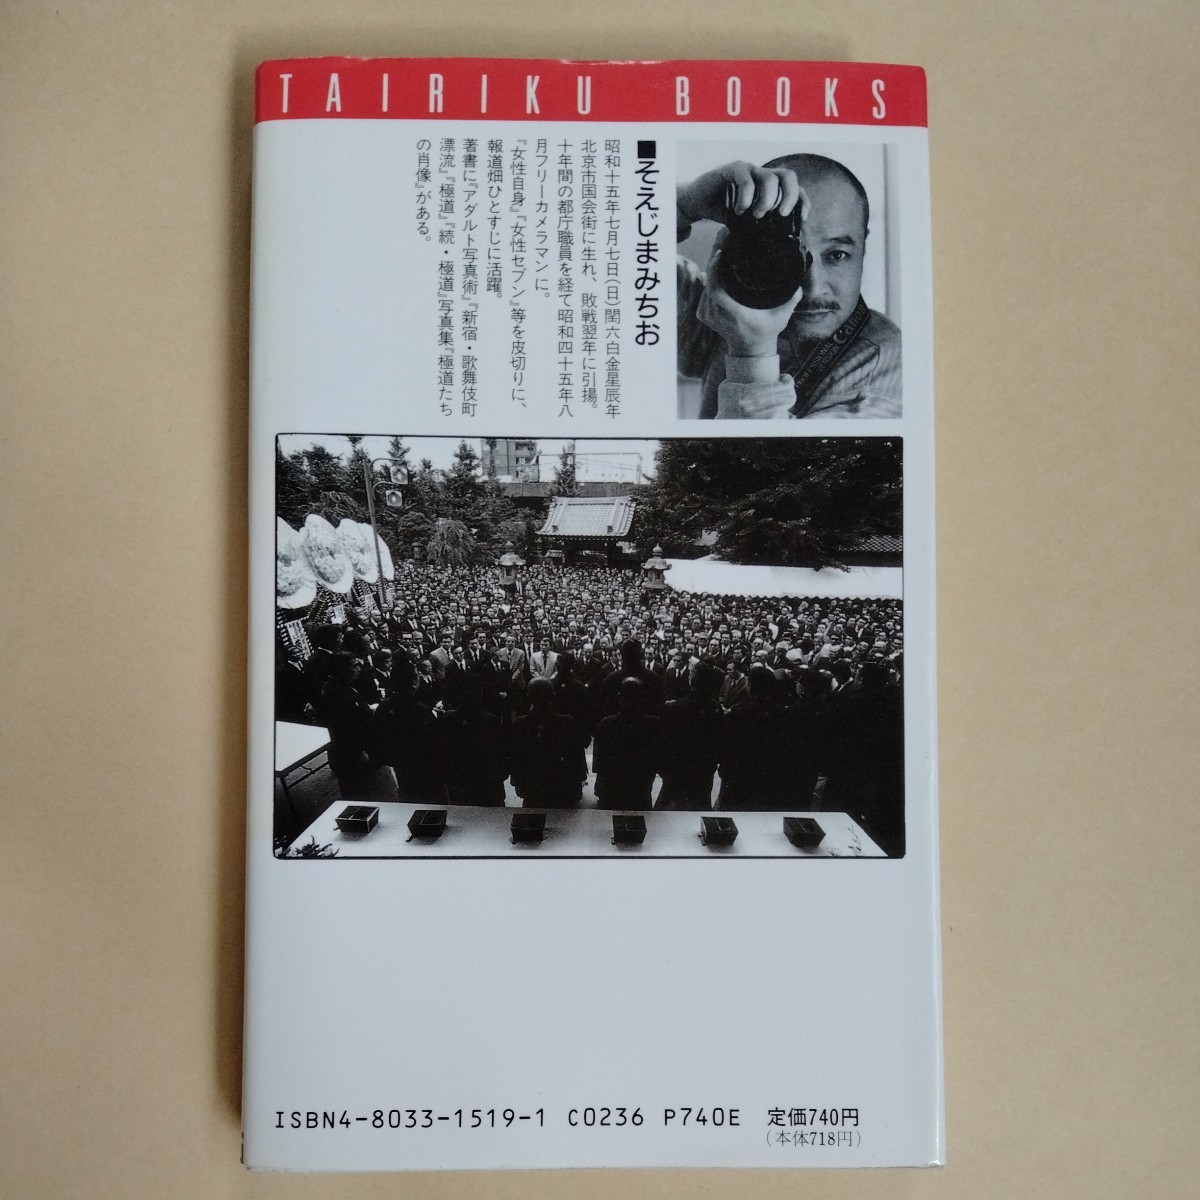 TAIRIKU BOOKS
■そえじまみちお
昭和十五年七月七日(日)閏六白金星辰年
北京市国会街に生れ、敗戦翌年に引揚。
十年間の都庁職員を経て昭和四十五年八
月フリーカメラマンに。
『女性自身』『女性セブン』等を皮切りに、
報道畑ひとすじに活躍。
著書に『アダルト写真術』『新宿・歌舞伎町
漂流』『極道』『続・極道』写真集『極道たち
の肖像』がある。
ISBN4-8033-1519-1 C0236 P740E 定価740円
(本体718円)